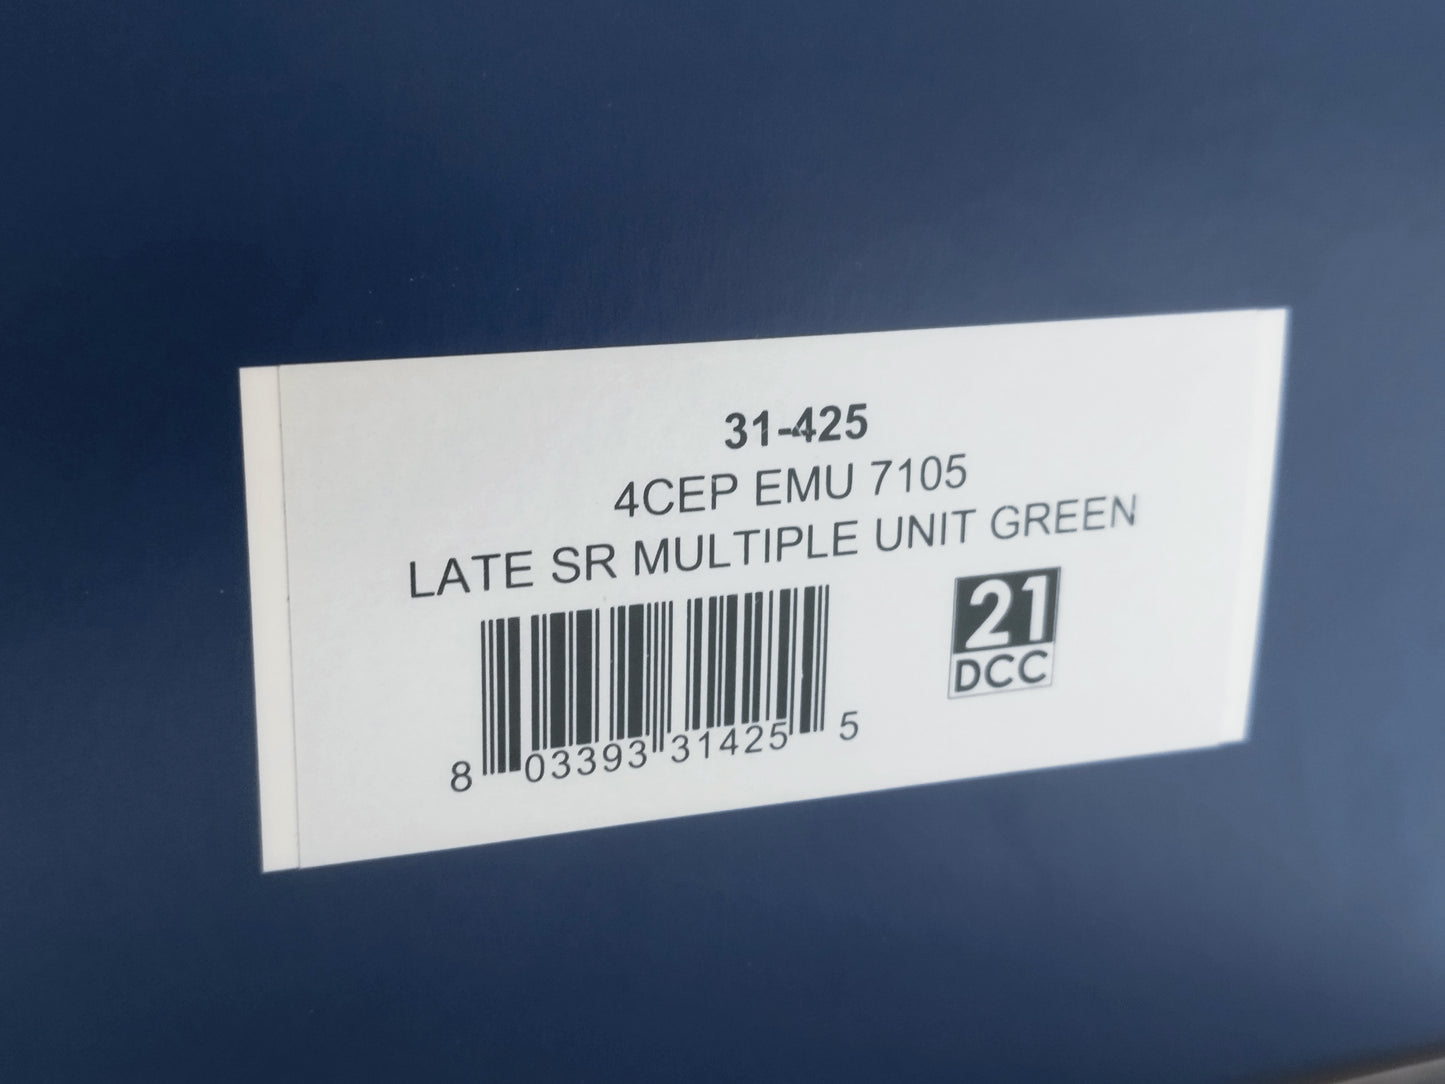 31-425
4CEP EMU 7105
LATE SR MULTIPLE UNIT GREEN
21
DCC
8 03393 31425 5